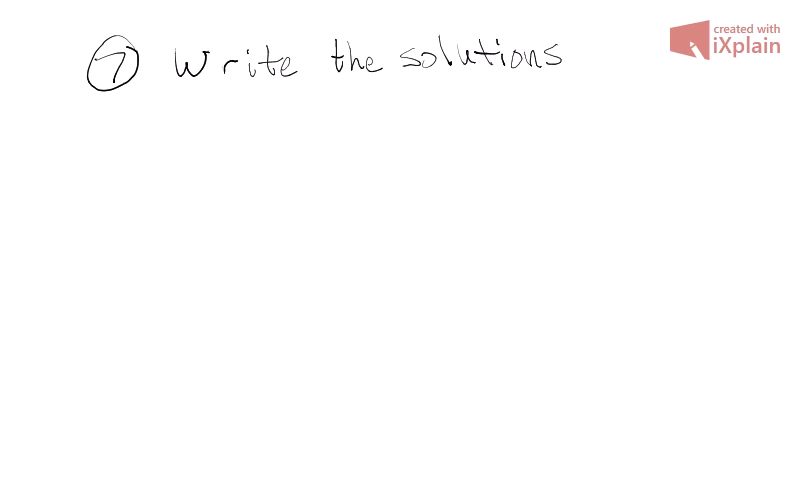 ⑦ Write the solutions
created with
iXplain